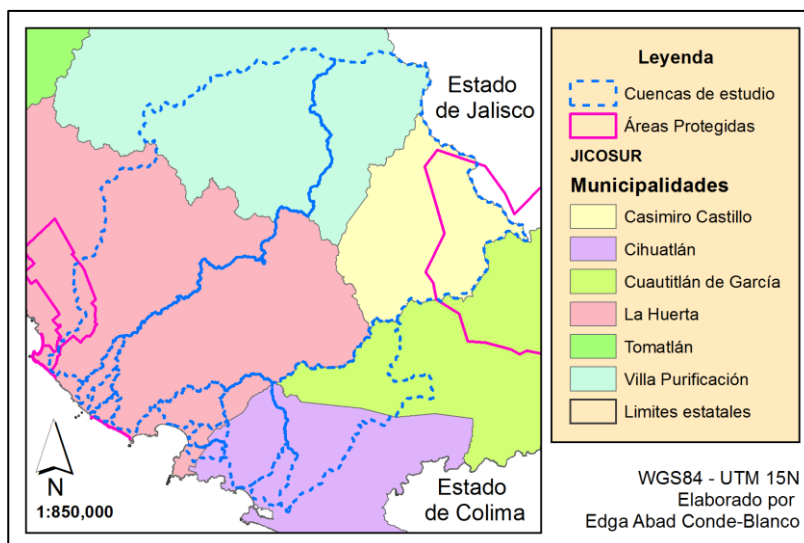 Estado
de Jalisco
Estado
de Colima
N
1:850,000
Leyenda
Cuencas de estudio
Áreas Protegidas
JICOSUR
Municipalidades
Casimiro Castillo
Cihuatlán
Cuautitlán de García
La Huerta
Tomatlán
Villa Purificación
Limites estatales
WGS84 - UTM 15N
Elaborado por
Edga Abad Conde-Blanco